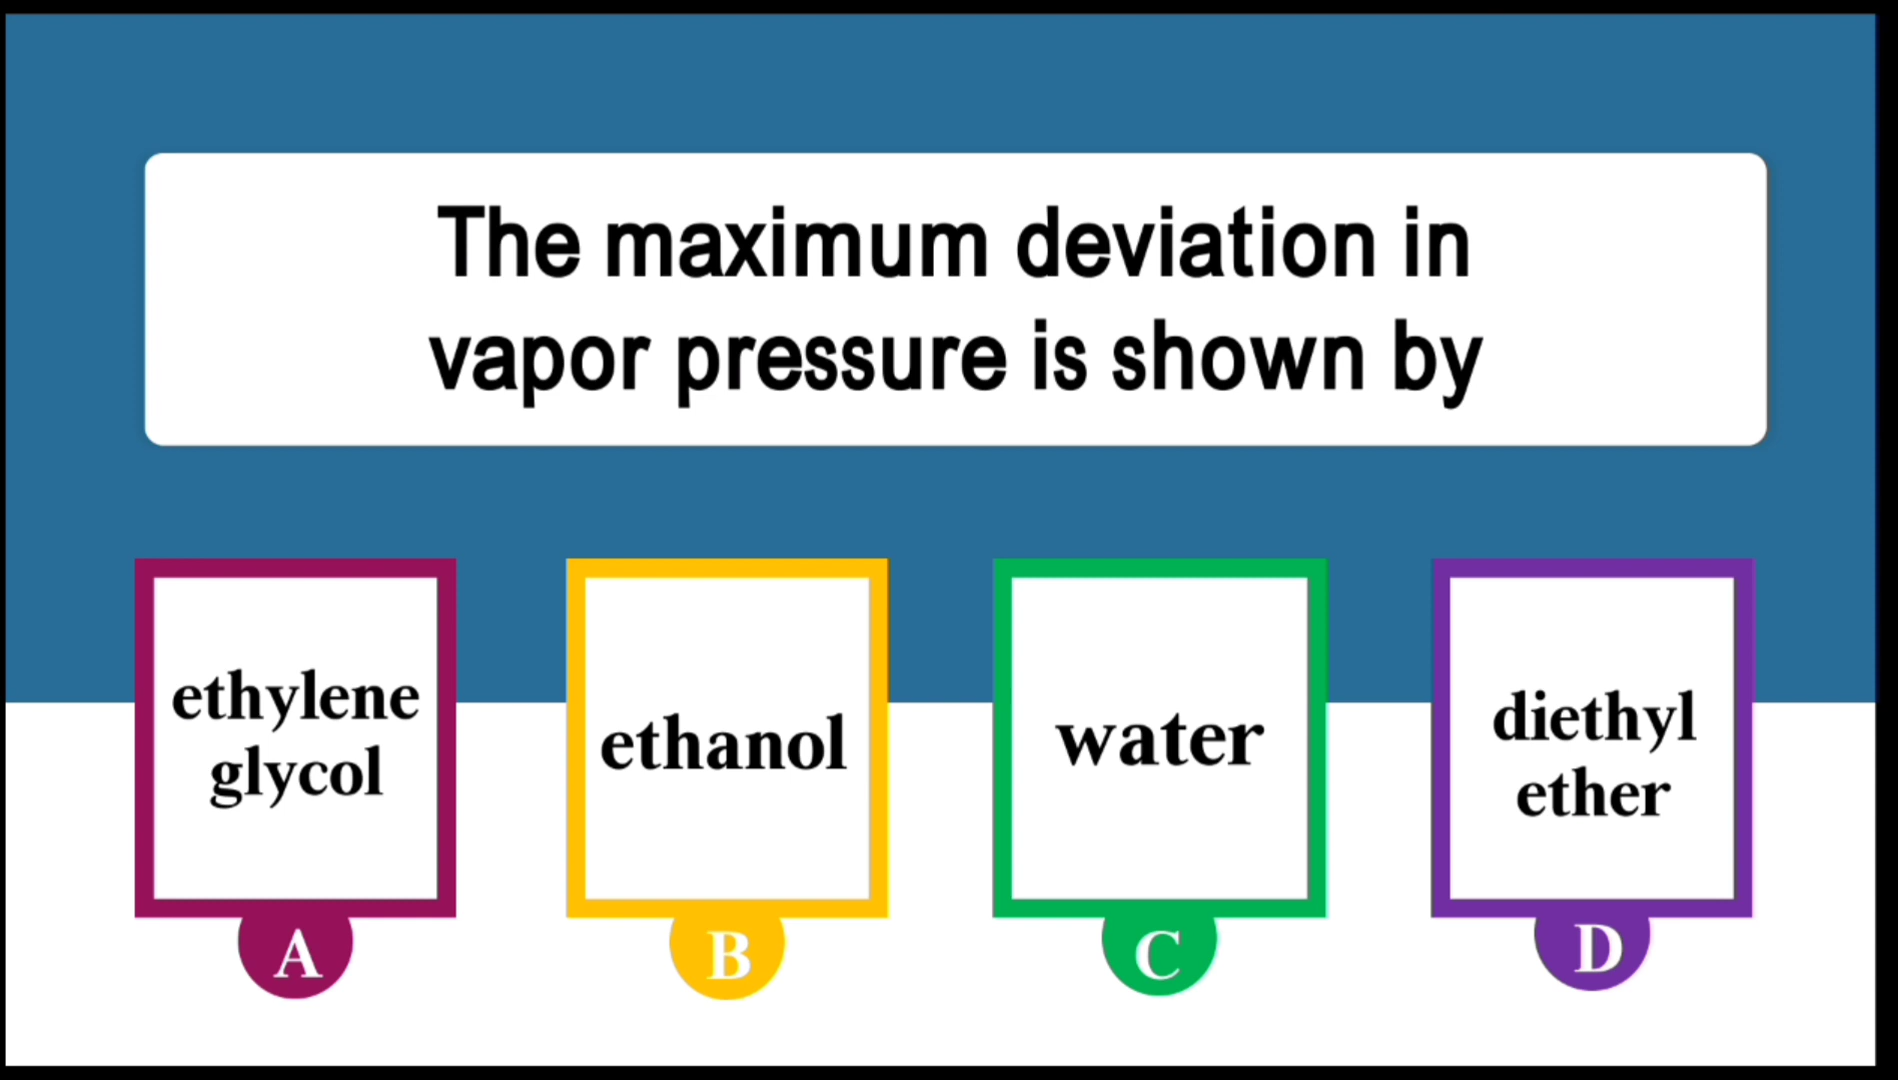 The maximum deviation in
vapor pressure is shown by
ethylene
glycol
A
ethanol
B
water
C
diethyl
ether
D